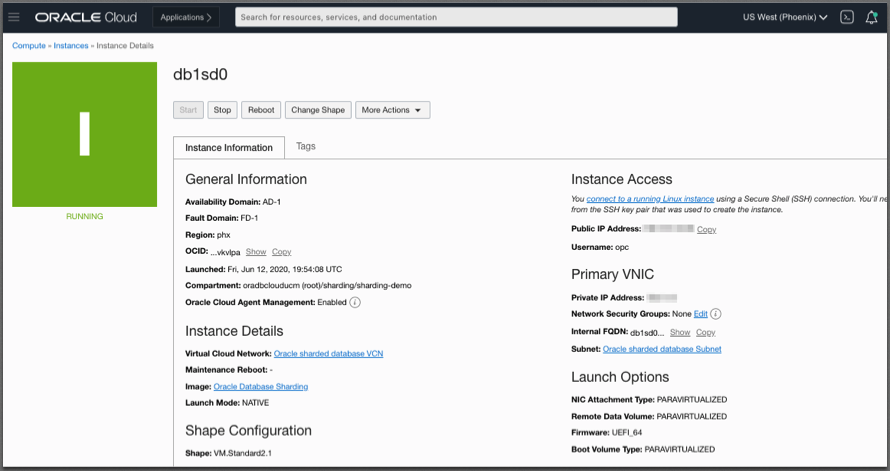 ORACLE Cloud
Applications
Search for resources, services, and documentation
US West (Phoenix)
Compute » Instances » Instance Details
RUNNING
db1sd0
Start Stop Reboot Change Shape More Actions
Instance Information Tags
General Information
Availability Domain: AD-1
Fault Domain: FD-1
Region: phx
OCID: ...vkvlpa Show Copy
Launched: Fri, Jun 12, 2020, 19:54:08 UTC
Compartment: oradbclouducm (root)/sharding/sharding-demo
Oracle Cloud Agent Management: Enabled i
Instance Details
Virtual Cloud Network: Oracle sharded database VCN
Maintenance Reboot: -
Image: Oracle Database Sharding
Launch Mode: NATIVE
Shape Configuration
Shape: VM.Standard2.1
Instance Access
You connect to a running Linux instance using a Secure Shell (SSH) connection. You'll ne
from the SSH key pair that was used to create the instance.
Public IP Address: Copy
Username: opc
Primary VNIC
Private IP Address:
Network Security Groups: None Edit i
Internal FQDN: db1sd0... Show Copy
Subnet: Oracle sharded database Subnet
Launch Options
NIC Attachment Type: PARAVIRTUALIZED
Remote Data Volume: PARAVIRTUALIZED
Firmware: UEFI_64
Boot Volume Type: PARAVIRTUALIZED